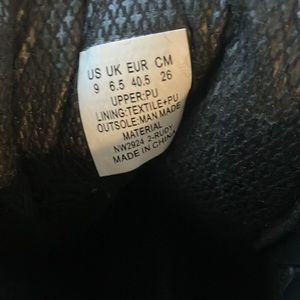 US UK EUR CM
9 6.5 40.5 26
UPPER:PU
LINING:TEXTILE+PU
OUTSOLE:MAN MADE
MATERIAL
NW2924 2-RUDY
MADE IN CHINA